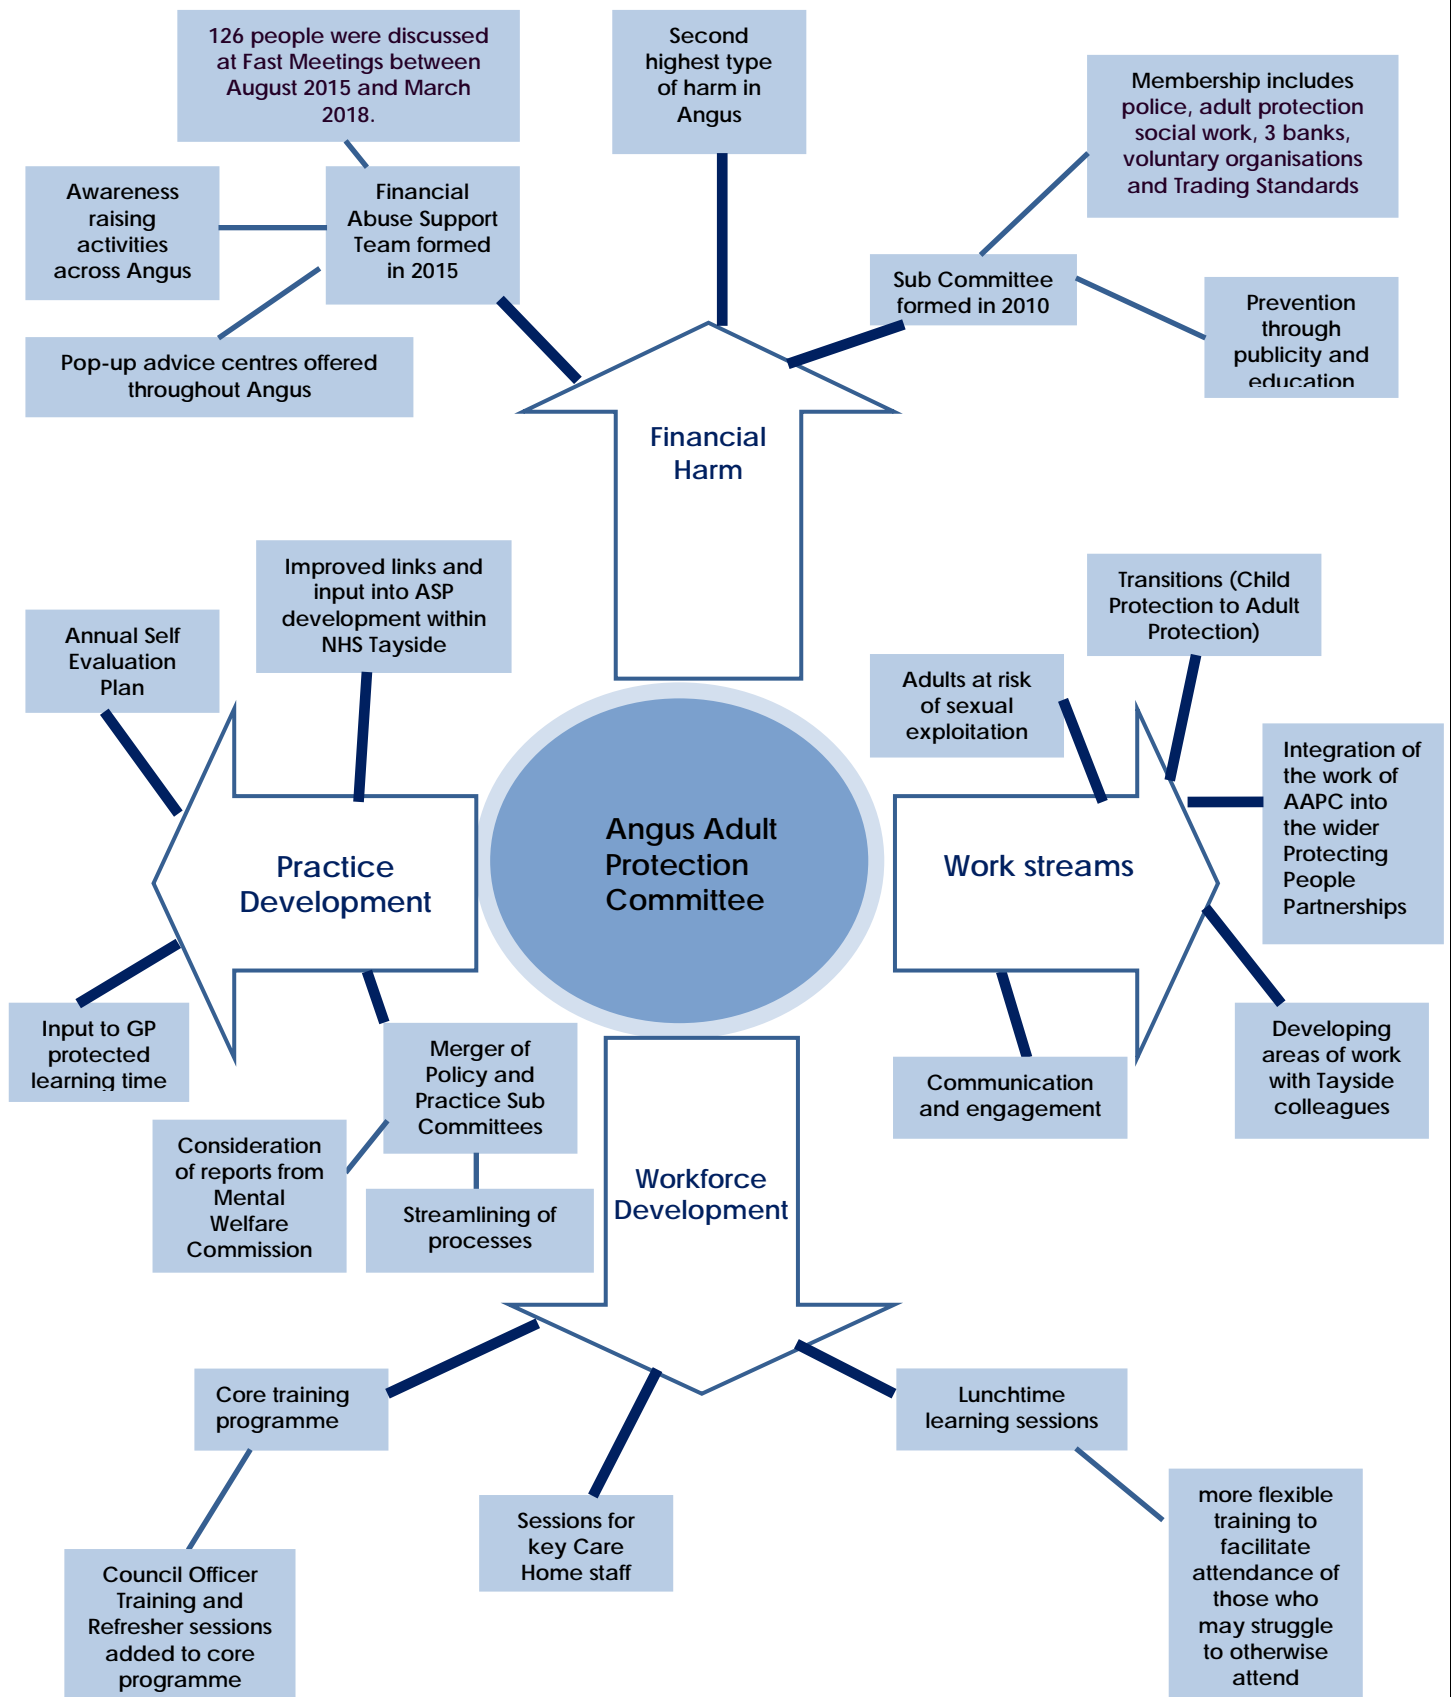 126 people were discussed
at Fast Meetings between
August 2015 and March
2018.
Second
highest type
of harm in
Angus
Membership includes
police, adult protection
social work, 3 banks,
voluntary organisations
and Trading Standards
Awareness
raising
activities
across Angus
Financial
Abuse Support
Team formed
in 2015
Sub Committee
formed in 2010
Prevention
through
publicity and
education
Pop-up advice centres offered
throughout Angus
Financial
Harm
Improved links and
input into ASP
development within
NHS Tayside
Transitions (Child
Protection to Adult
Protection)
Annual Self
Evaluation
Plan
Adults at risk
of sexual
exploitation
Integration of
the work of
AAPC into
the wider
Protecting
People
Partnerships
Practice
Development
Angus Adult
Protection
Committee
Work streams
Input to GP
protected
learning time
Merger of
Policy and
Practice Sub
Committees
Communication
and engagement
Developing
areas of work
with Tayside
colleagues
Consideration
of reports from
Mental
Welfare
Commission
Streamlining of
processes
Workforce
Development
Core training
programme
Lunchtime
learning sessions
Sessions for
key Care
Home staff
Council Officer
Training and
Refresher sessions
added to core
programme
more flexible
training to
facilitate
attendance of
those who
may struggle
to otherwise
attend